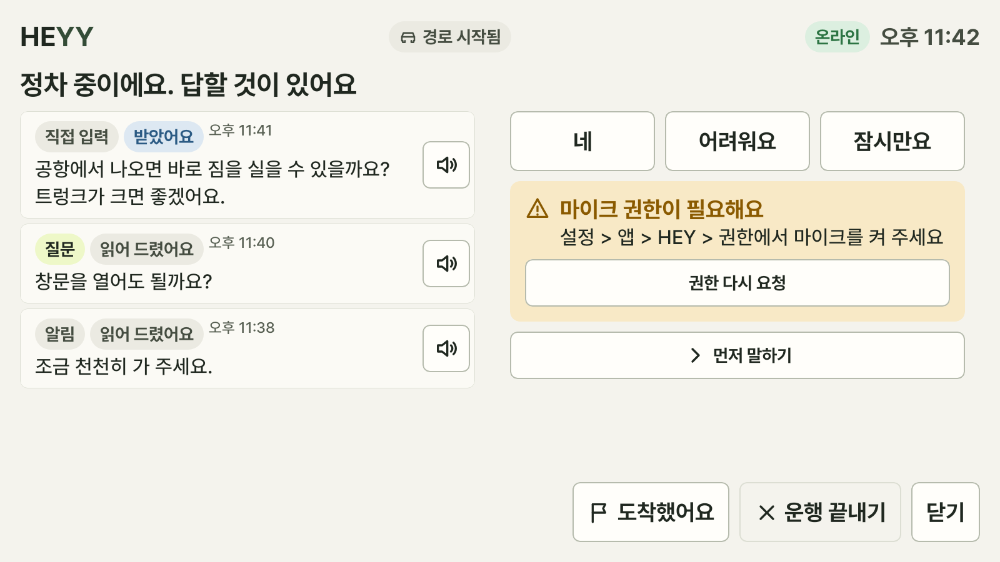 HEYY
경로 시작됨
온라인
오후 11:42
정차 중이에요. 답할 것이 있어요
직접 입력 받았어요 오후 11:41
공항에서 나오면 바로 짐을 실을 수 있을까요?
트렁크가 크면 좋겠어요.
질문 읽어 드렸어요 오후 11:40
창문을 열어도 될까요?
알림 읽어 드렸어요 오후 11:38
조금 천천히 가 주세요.
네
어려워요
잠시만요
마이크 권한이 필요해요
설정 > 앱 > HEY > 권한에서 마이크를 켜 주세요
권한 다시 요청
먼저 말하기
도착했어요
운행 끝내기
닫기